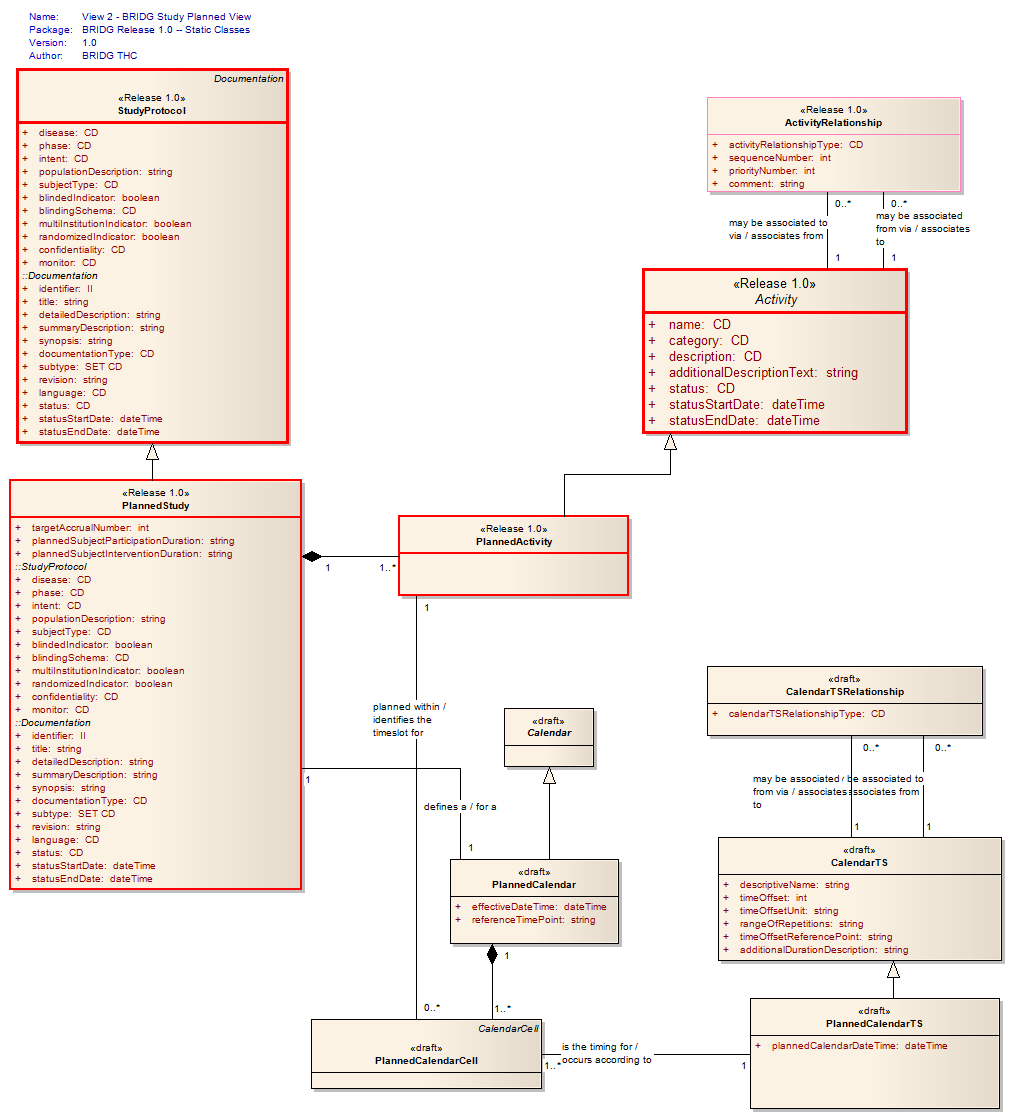 Name: View 2 - BRIDG Study Planned View
Package: BRIDG Release 1.0 -- Static Classes
Version: 1.0
Author: BRIDG THC
Documentation
«Release 1.0»
StudyProtocol
+ disease: CD
+ phase: CD
+ intent: CD
+ populationDescription: string
+ subjectType: CD
+ blindedIndicator: boolean
+ blindingSchema: CD
+ multiInstitutionIndicator: boolean
+ randomizedIndicator: boolean
+ confidentiality: CD
+ monitor: CD
::Documentation
+ identifier: II
+ title: string
+ detailedDescription: string
+ summaryDescription: string
+ synopsis: string
+ documentationType: CD
+ subtype: SET CD
+ revision: string
+ language: CD
+ status: CD
+ statusStartDate: dateTime
+ statusEndDate: dateTime
«Release 1.0»
ActivityRelationship
+ activityRelationshipType: CD
+ sequenceNumber: int
+ priorityNumber: int
+ comment: string
0..*
0..*
may be associated to
via / associates from
may be associated
from via / associates
to
1
1
«Release 1.0»
Activity
+ name: CD
+ category: CD
+ description: CD
+ additionalDescriptionText: string
+ status: CD
+ statusStartDate: dateTime
+ statusEndDate: dateTime
«Release 1.0»
PlannedStudy
+ targetAccrualNumber: int
+ plannedSubjectParticipationDuration: string
+ plannedSubjectInterventionDuration: string
::StudyProtocol
+ disease: CD
+ phase: CD
+ intent: CD
+ populationDescription: string
+ subjectType: CD
+ blindedIndicator: boolean
+ blindingSchema: CD
+ multiInstitutionIndicator: boolean
+ randomizedIndicator: boolean
+ confidentiality: CD
+ monitor: CD
::Documentation
+ identifier: II
+ title: string
+ detailedDescription: string
+ summaryDescription: string
+ synopsis: string
+ documentationType: CD
+ subtype: SET CD
+ revision: string
+ language: CD
+ status: CD
+ statusStartDate: dateTime
+ statusEndDate: dateTime
1
1..*
«Release 1.0»
PlannedActivity
1
planned within /
identifies the
timeslot for
0..*
1
defines a / for a
1
«draft»
Calendar
«draft»
PlannedCalendar
+ effectiveDateTime: dateTime
+ referenceTimePoint: string
1
1..*
CalendarCell
«draft»
PlannedCalendarCell
1..*
is the timing for /
occurs according to
1
«draft»
CalendarTSRelationship
+ calendarTSRelationshipType: CD
0..*
0..*
may be associated
from via / associates
to
be associated to
associates from
1
1
«draft»
CalendarTS
+ descriptiveName: string
+ timeOffset: int
+ timeOffsetUnit: string
+ rangeOfRepetitions: string
+ timeOffsetReferencePoint: string
+ additionalDurationDescription: string
«draft»
PlannedCalendarTS
+ plannedCalendarDateTime: dateTime